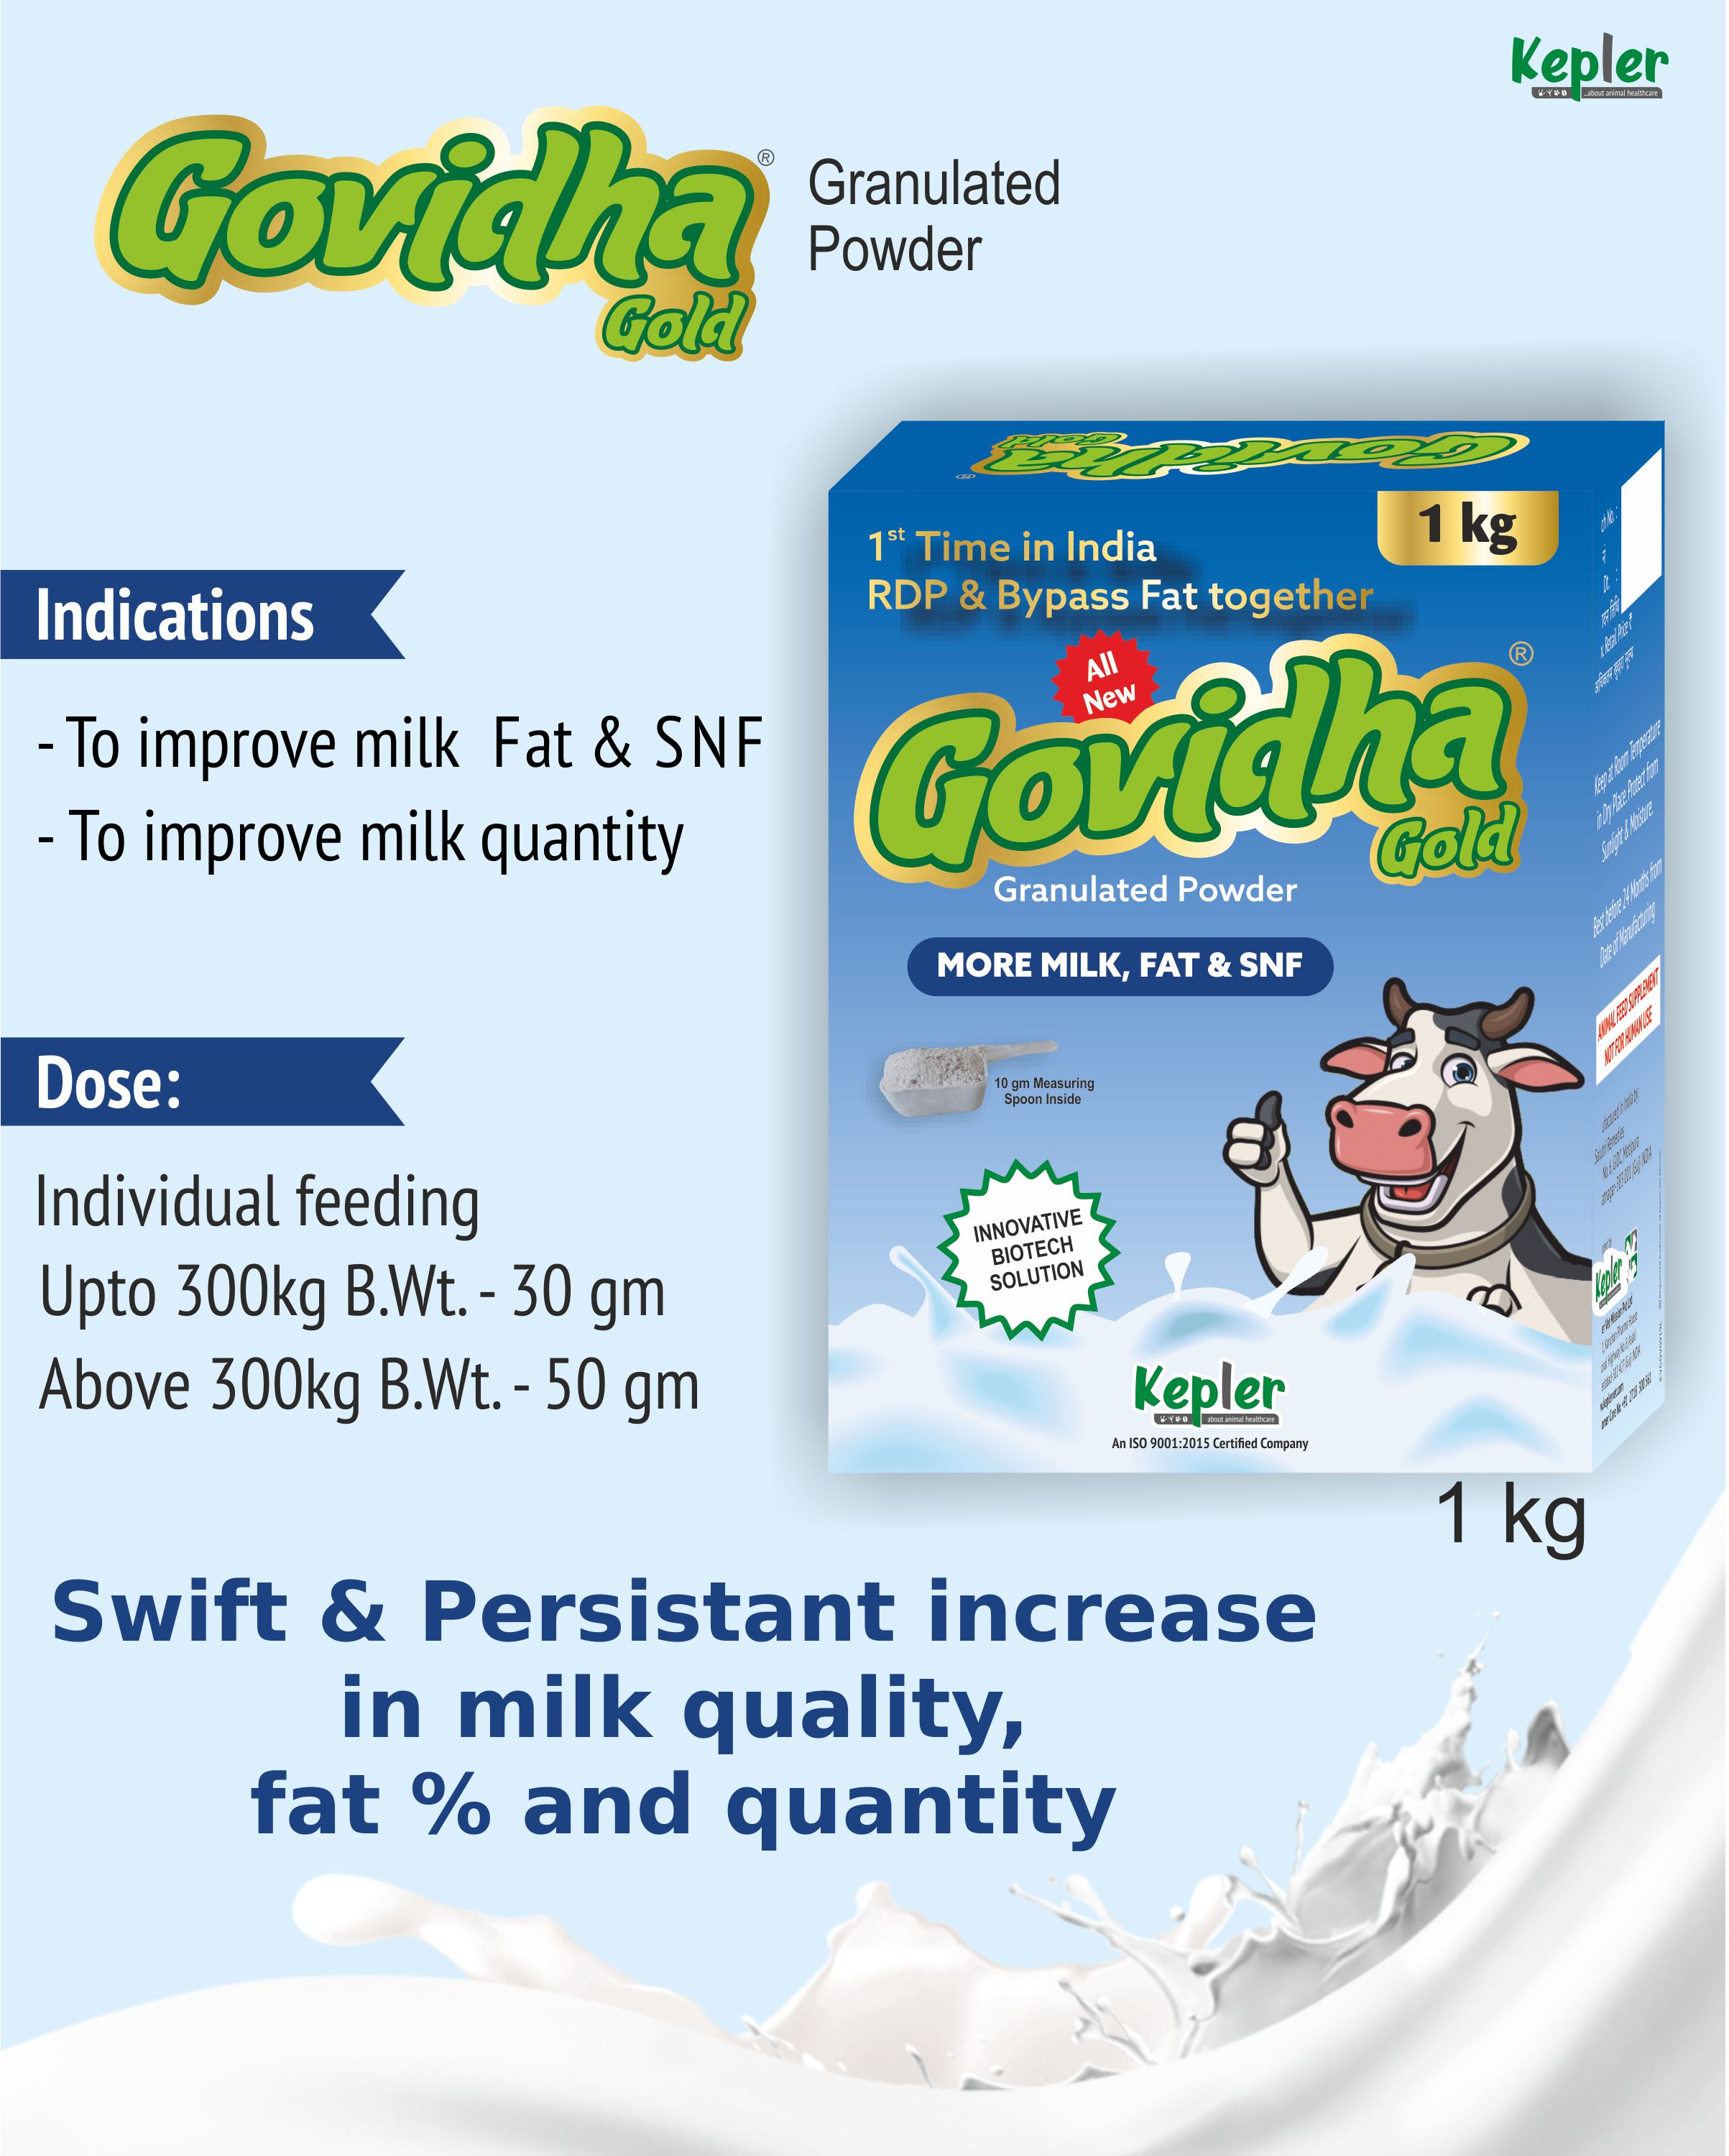 Kepler
...about animal healthcare
Govidha®
Gold
Granulated
Powder
Indications
- To improve milk Fat & SNF
- To improve milk quantity
Dose:
Individual feeding
Upto 300kg B.Wt. - 30 gm
Above 300kg B.Wt. - 50 gm
Govidha
Gold
®
1 kg
1st Time in India
RDP & Bypass Fat together
All
New
Govidha®
Gold
Granulated Powder
MORE MILK, FAT & SNF
10 gm Measuring
Spoon Inside
INNOVATIVE
BIOTECH
SOLUTION
Kepler
about animal healthcare
An ISO 9001:2015 Certified Company
Retail Price ₹
Keep at Room Temperature
in Dry Place. Protect from
Sunlight & Moisture.
Best before 24 Months from
Date of Manufacturing
ANIMAL FEED SUPPLEMENT
NOT FOR HUMAN USE
Kepler
1 kg
Swift & Persistant increase
in milk quality,
fat % and quantity